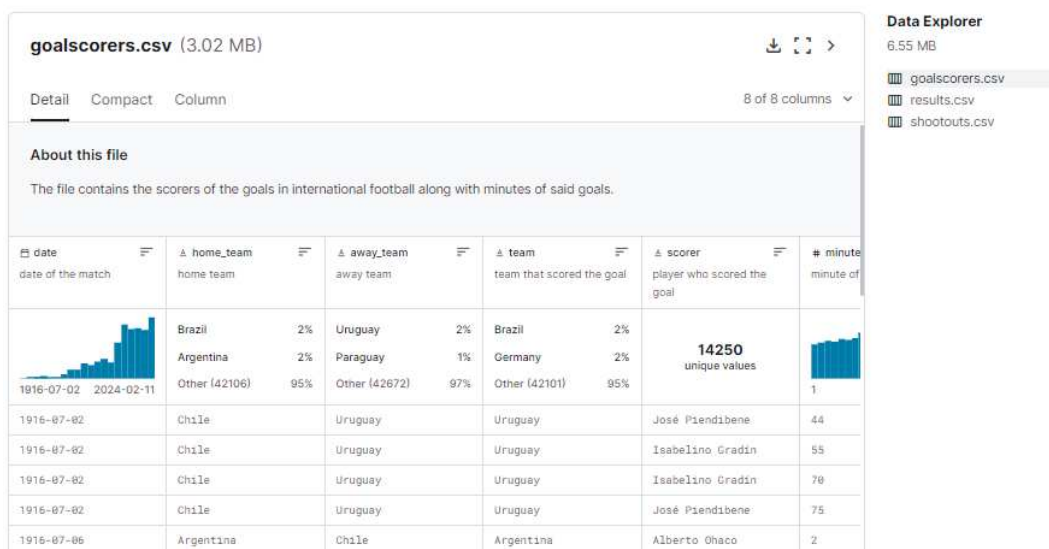 goalscorers.csv (3.02 MB)
Detail Compact Column 8 of 8 columns
About this file
The file contains the scorers of the goals in international football along with minutes of said goals.
date home_team away_team team scorer # minute
date of the match home team away team team that scored the goal player who scored the goal minute of
Brazil 2% Uruguay 2% Brazil 2%
Argentina 2% Paraguay 1% Germany 2% 14250
unique values
Other (42106) 95% Other (42672) 97% Other (42101) 95%
1916-07-02 2024-02-11 1
1916-07-02 Chile Uruguay Uruguay José Piendibene 44
1916-07-02 Chile Uruguay Uruguay Isabelino Gradín 55
1916-07-02 Chile Uruguay Uruguay Isabelino Gradín 70
1916-07-02 Chile Uruguay Uruguay José Piendibene 75
1916-07-06 Argentina Chile Argentina Alberto Ohaco 2
Data Explorer
6.55 MB
goalscorers.csv
results.csv
shootouts.csv